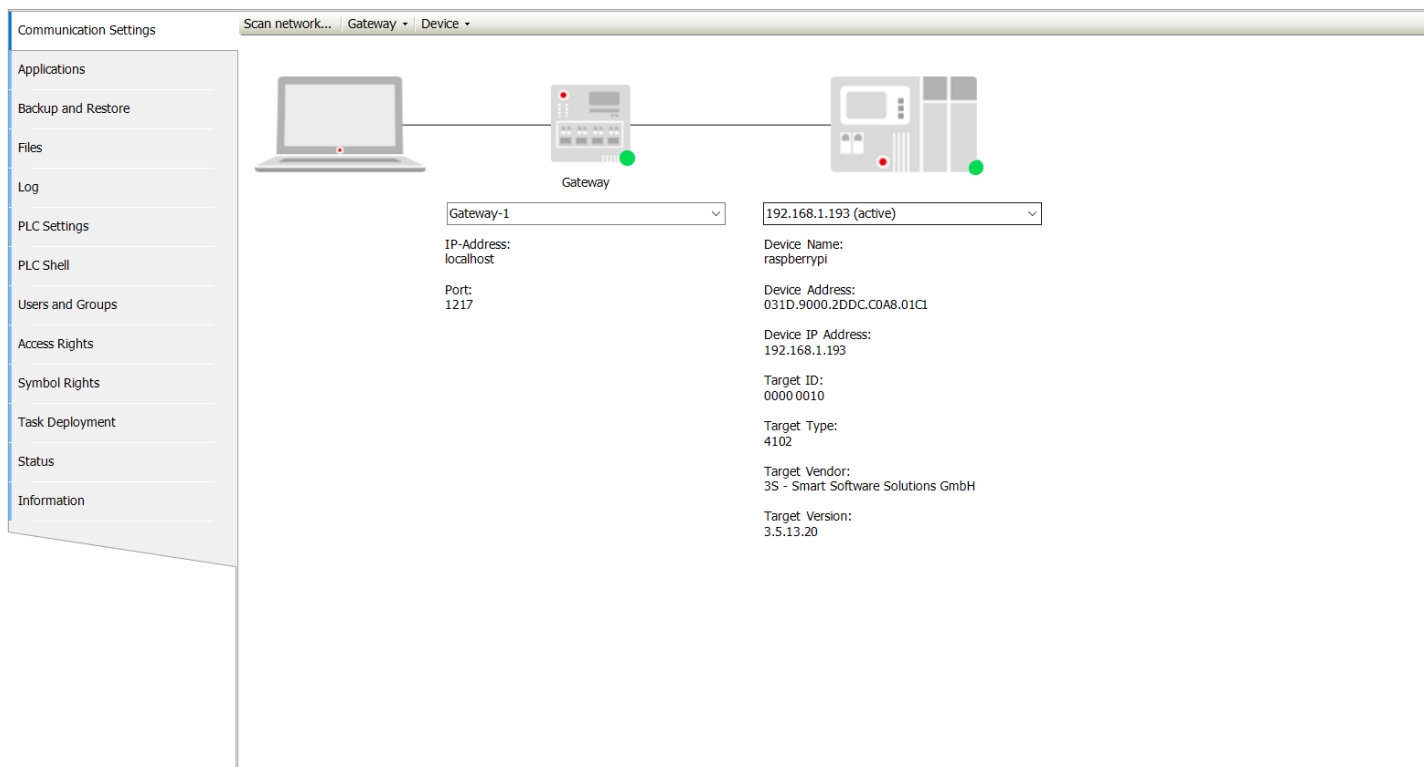 Communication Settings
Applications
Backup and Restore
Files
Log
PLC Settings
PLC Shell
Users and Groups
Access Rights
Symbol Rights
Task Deployment
Status
Information
Scan network... Gateway Device
Gateway
Gateway-1
IP-Address:
localhost
Port:
1217
192.168.1.193 (active)
Device Name:
raspberrypi
Device Address:
031D.9000.2DDC.C0A8.01C1
Device IP Address:
192.168.1.193
Target ID:
0000 0010
Target Type:
4102
Target Vendor:
3S - Smart Software Solutions GmbH
Target Version:
3.5.13.20